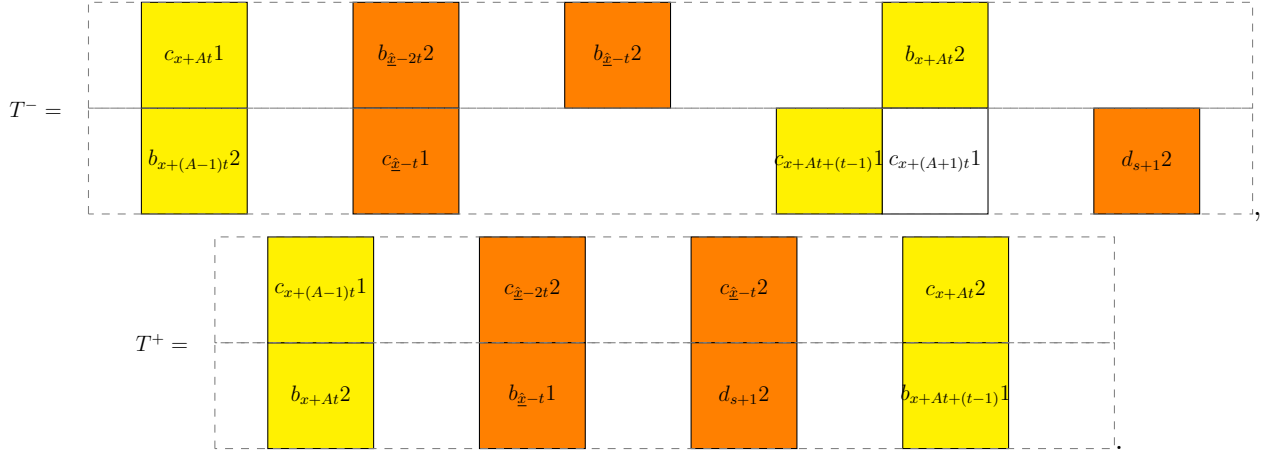 c_{x+At}1 b_{\underline{\hat{x}}-2t}2 b_{\underline{\hat{x}}-t}2 b_{x+At}2
T^- =
b_{x+(A-1)t}2 c_{\underline{\hat{x}}-t}1 c_{x+At+(t-1)}1 c_{x+(A+1)t}1 d_{s+1}2 ,
c_{x+(A-1)t}1 c_{\underline{\hat{x}}-2t}2 c_{\underline{\hat{x}}-t}2 c_{x+At}2
T^+ =
b_{x+At}2 b_{\underline{\hat{x}}-t}1 d_{s+1}2 b_{x+At+(t-1)}1 .